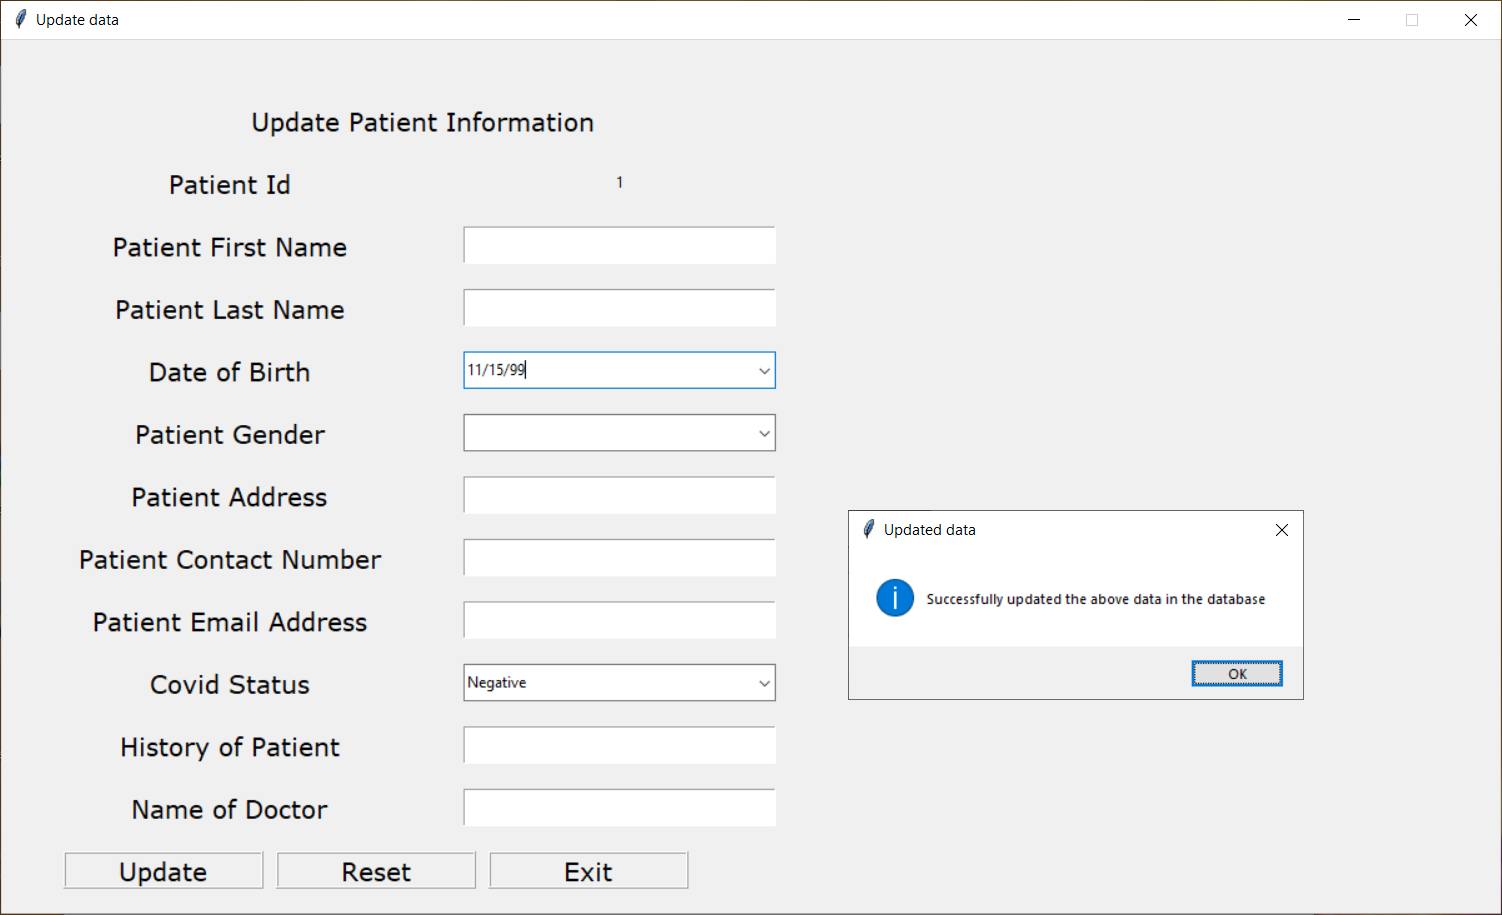 Update data
Update Patient Information
Patient Id 1
Patient First Name
Patient Last Name
Date of Birth 11/15/99
Patient Gender
Patient Address
Patient Contact Number
Patient Email Address
Covid Status Negative
History of Patient
Name of Doctor
Update Reset Exit
Updated data
Successfully updated the above data in the database
OK